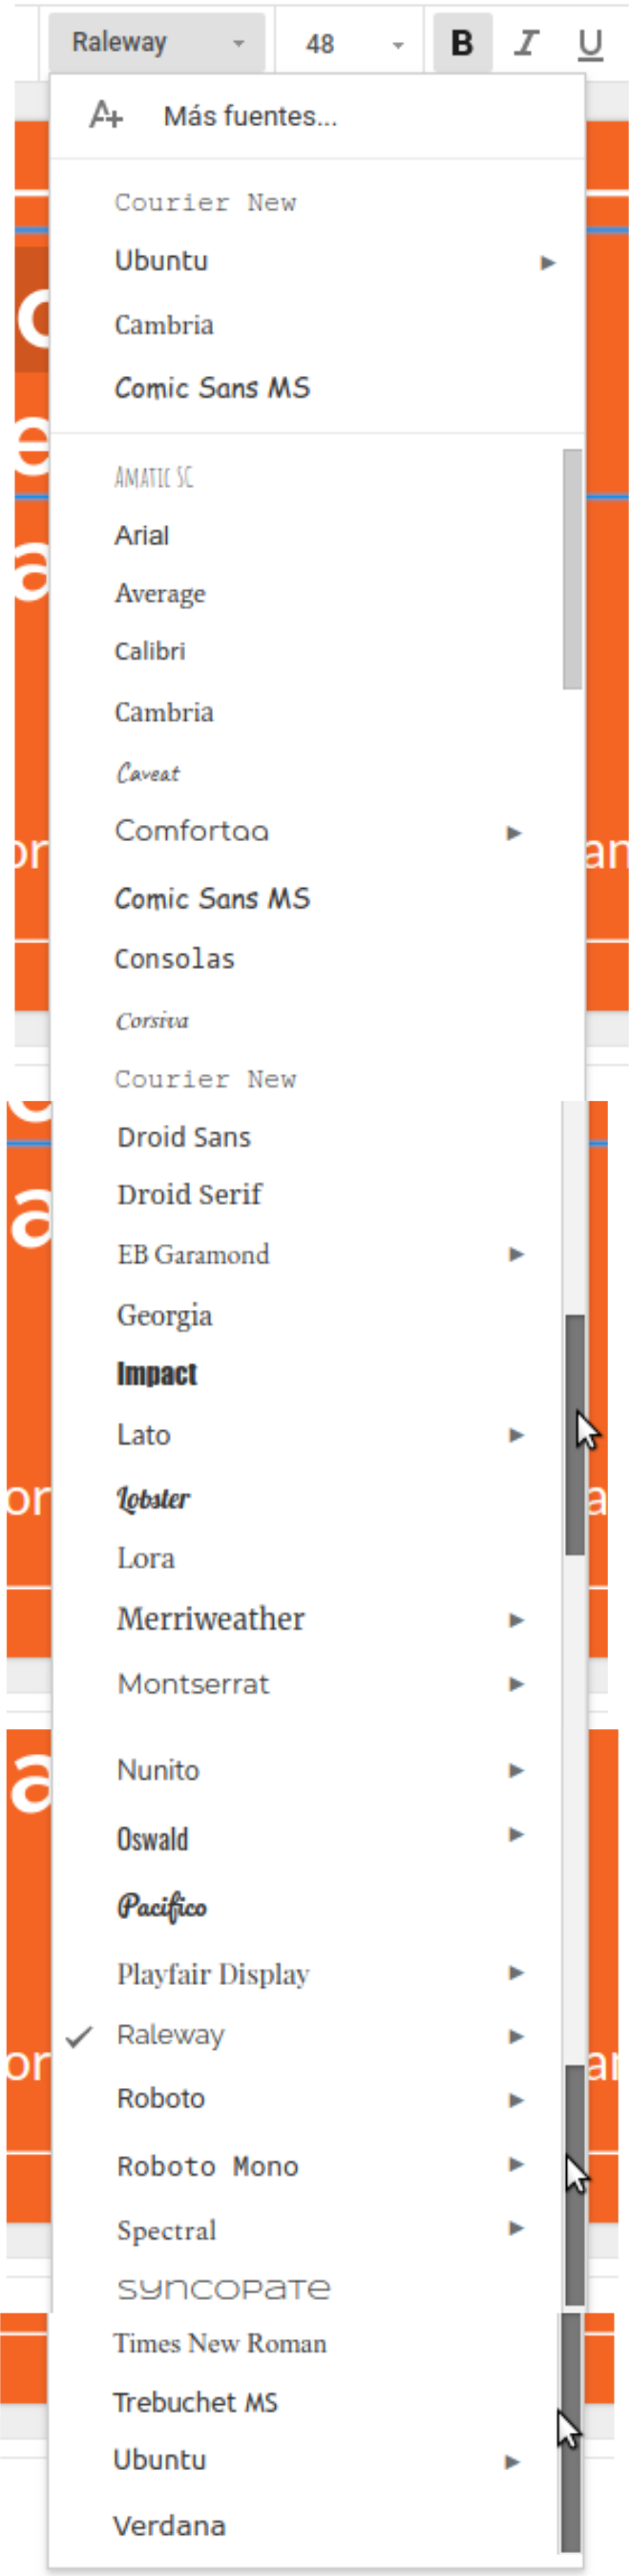 Raleway 48 B I U
Más fuentes...
Courier New
Ubuntu
Cambria
Comic Sans MS
Amatic SC
Arial
Average
Calibri
Cambria
Caveat
Comfortaa
Comic Sans MS
Consolas
Corsiva
Courier New
Droid Sans
Droid Serif
EB Garamond
Georgia
Impact
Lato
Lobster
Lora
Merriweather
Montserrat
Nunito
Oswald
Pacifico
Playfair Display
Raleway
Roboto
Roboto Mono
Spectral
Syncopate
Times New Roman
Trebuchet MS
Ubuntu
Verdana